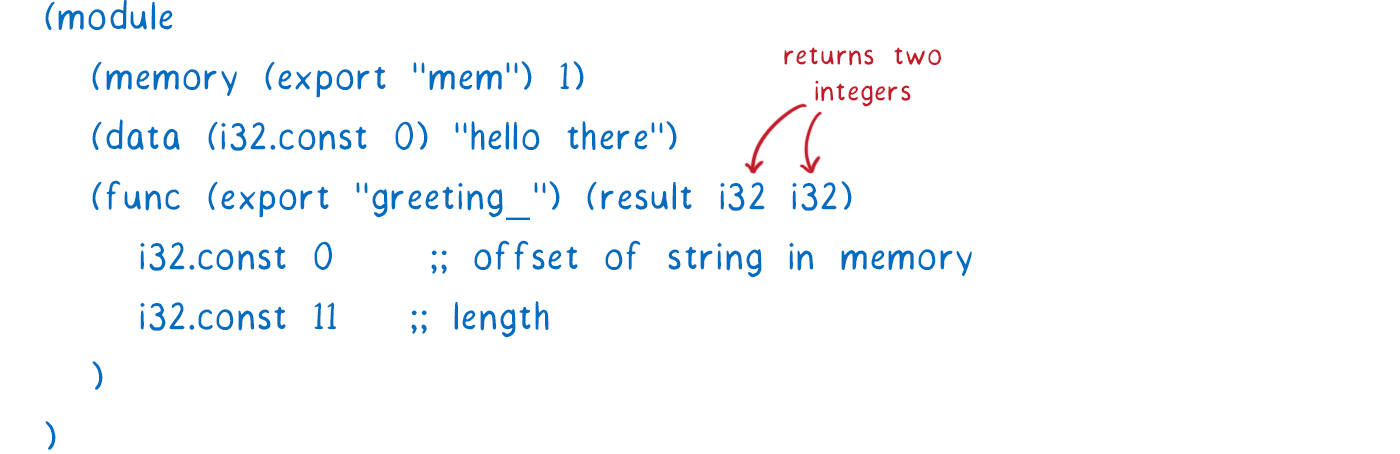 (module
(memory (export "mem") 1)
returns two
integers
(data (i32.const 0) "hello there")
(func (export "greeting_") (result i32 i32)
i32.const 0 ;; offset of string in memory
i32.const 11 ;; length
)
)